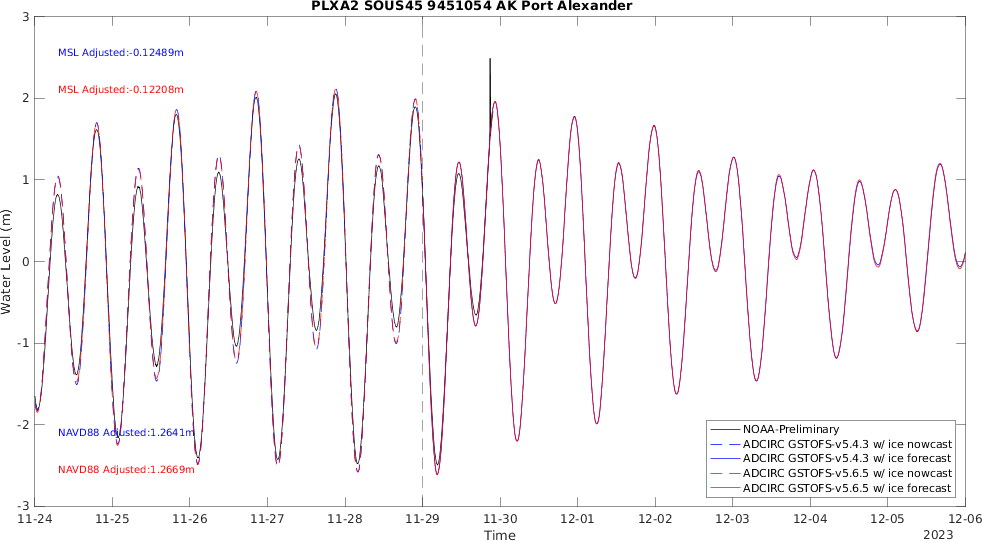 PLXA2 SOUS45 9451054 AK Port Alexander
3
2
1
0
-1
-2
-3
Water Level (m)
MSL Adjusted:-0.12489m
MSL Adjusted:-0.12208m
NAVD88 Adjusted:1.2641m
NAVD88 Adjusted:1.2669m
NOAA-Preliminary
ADCIRC GSTOFS-v5.4.3 w/ ice nowcast
ADCIRC GSTOFS-v5.4.3 w/ ice forecast
ADCIRC GSTOFS-v5.6.5 w/ ice nowcast
ADCIRC GSTOFS-v5.6.5 w/ ice forecast
11-24 11-25 11-26 11-27 11-28 11-29 11-30 12-01 12-02 12-03 12-04 12-05 12-06
Time
2023